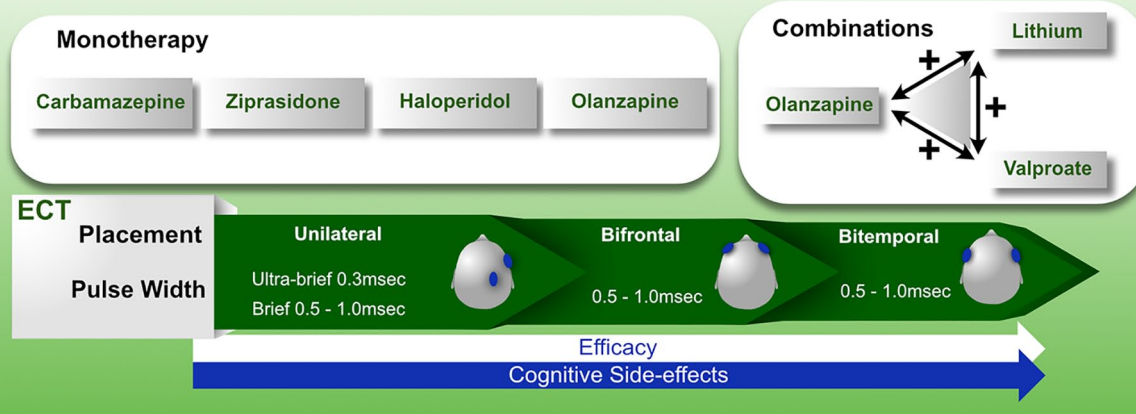 Monotherapy
Carbamazepine Ziprasidone Haloperidol Olanzapine
Combinations
Lithium
+
Olanzapine
+
+
Valproate
ECT
Placement
Pulse Width
Unilateral
Ultra-brief 0.3msec
Brief 0.5 - 1.0msec
Bifrontal
0.5 - 1.0msec
Bitemporal
0.5 - 1.0msec
Efficacy
Cognitive Side-effects